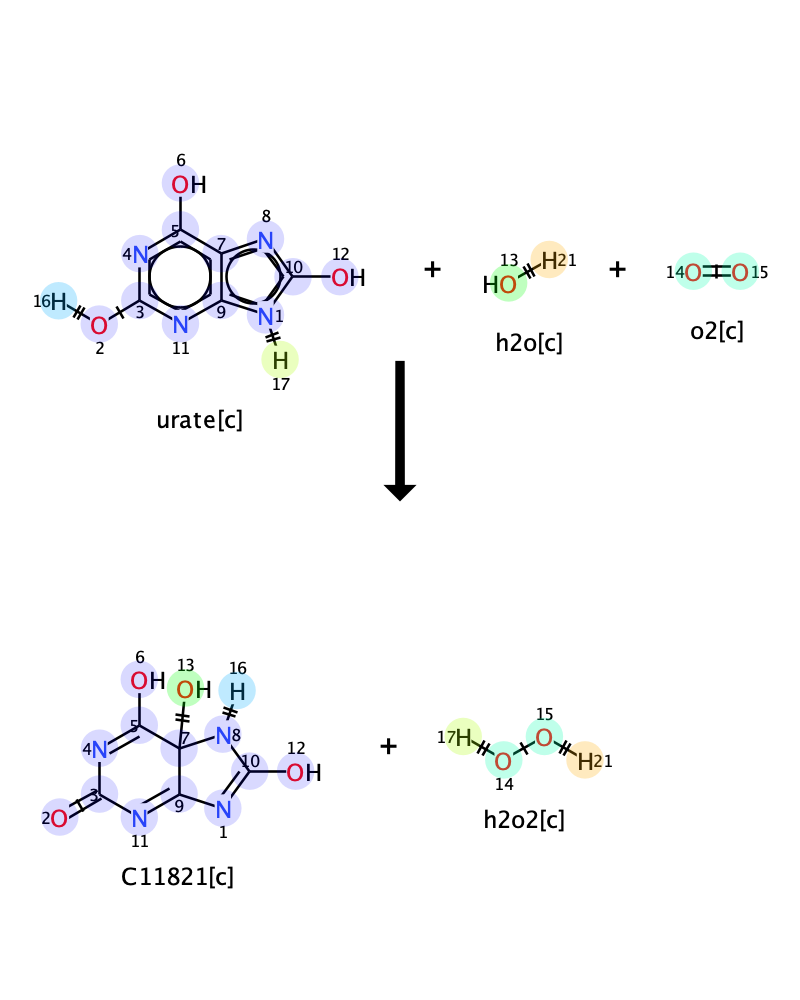 6
OH
8
5
7
4 N
N
12
10
OH
13
H 21
+
HO
+
14 O
O 15
16 H
3
9
N 1
O
N
2
11
H
17
h2o[c]
o2[c]
urate[c]
6
13
16
OH
OH
H
5
7
N 8
4 N
10
12
OH
+
17 H
15
O
O
H 21
14
3
9
2 O
N
N
11
1
h2o2[c]
C11821[c]